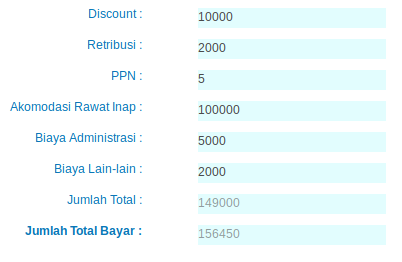 Discount : 10000
Retribusi : 2000
PPN : 5
Akomodasi Rawat Inap : 100000
Biaya Administrasi : 5000
Biaya Lain-lain : 2000
Jumlah Total : 149000
Jumlah Total Bayar : 156450